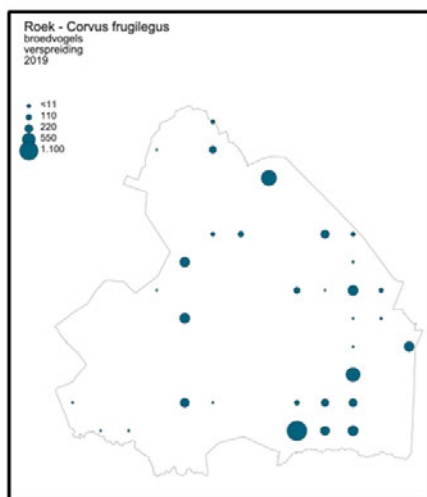 Roek - Corvus frugilegus
broedvogels
verspreiding
2019
<11
110
220
550
1.100